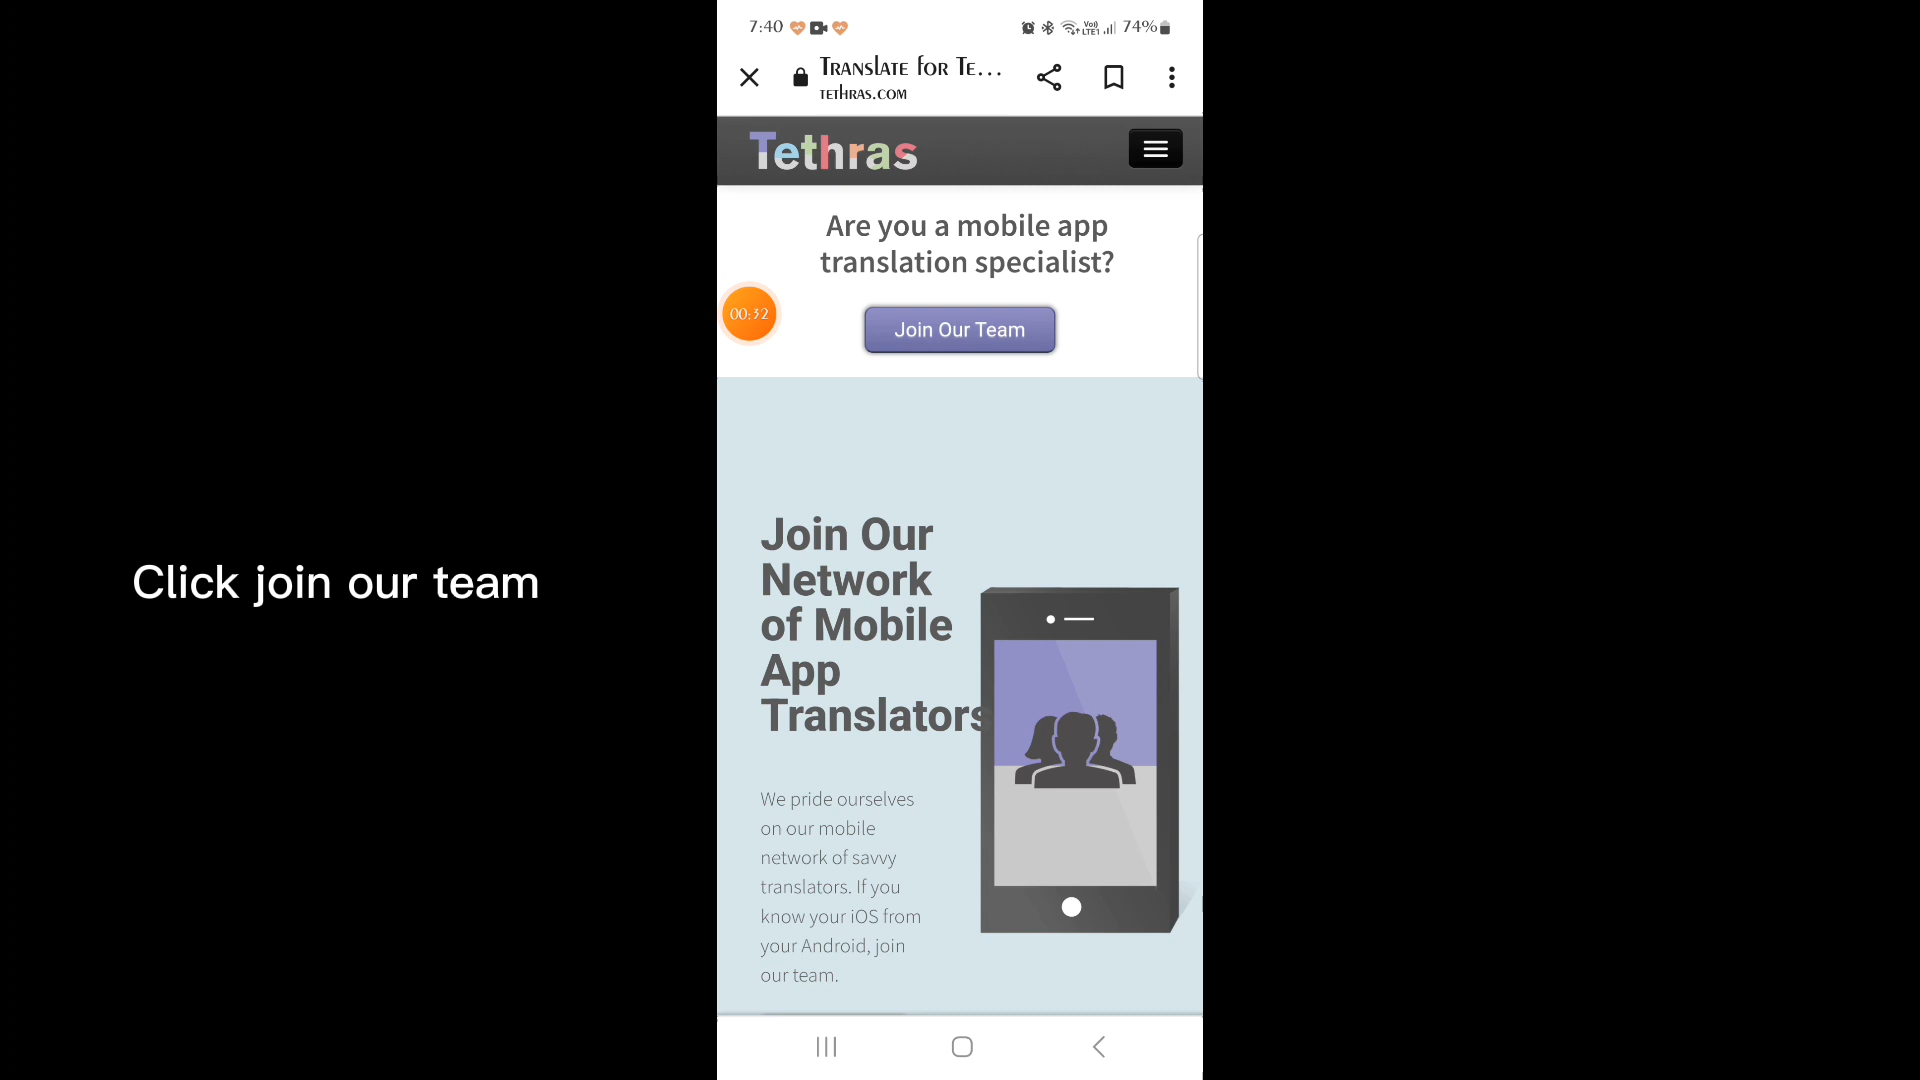 7:40
Vo))
LTE1
74%
Translate for Te...
tethras.com
Tethras
Are you a mobile app
translation specialist?
00:32
Join Our Team
Click join our team
Join Our
Network
of Mobile
App
Translators
We pride ourselves
on our mobile
network of savvy
translators. If you
know your iOS from
your Android, join
our team.